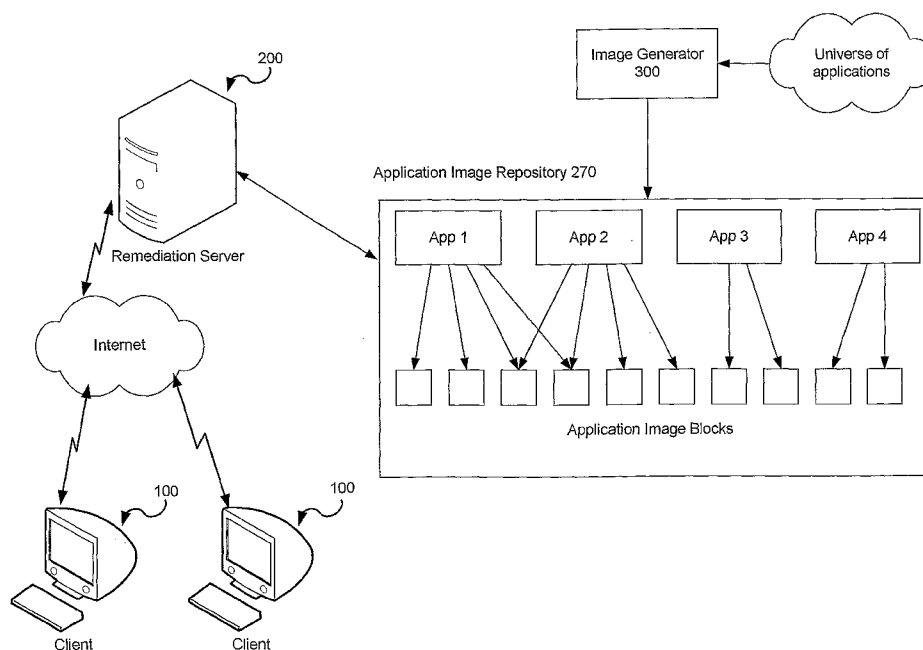 200
Image Generator
300
Universe of
applications
Application Image Repository 270
App 1
App 2
App 3
App 4
Remediation Server
Internet
Application Image Blocks
100
100
Client
Client